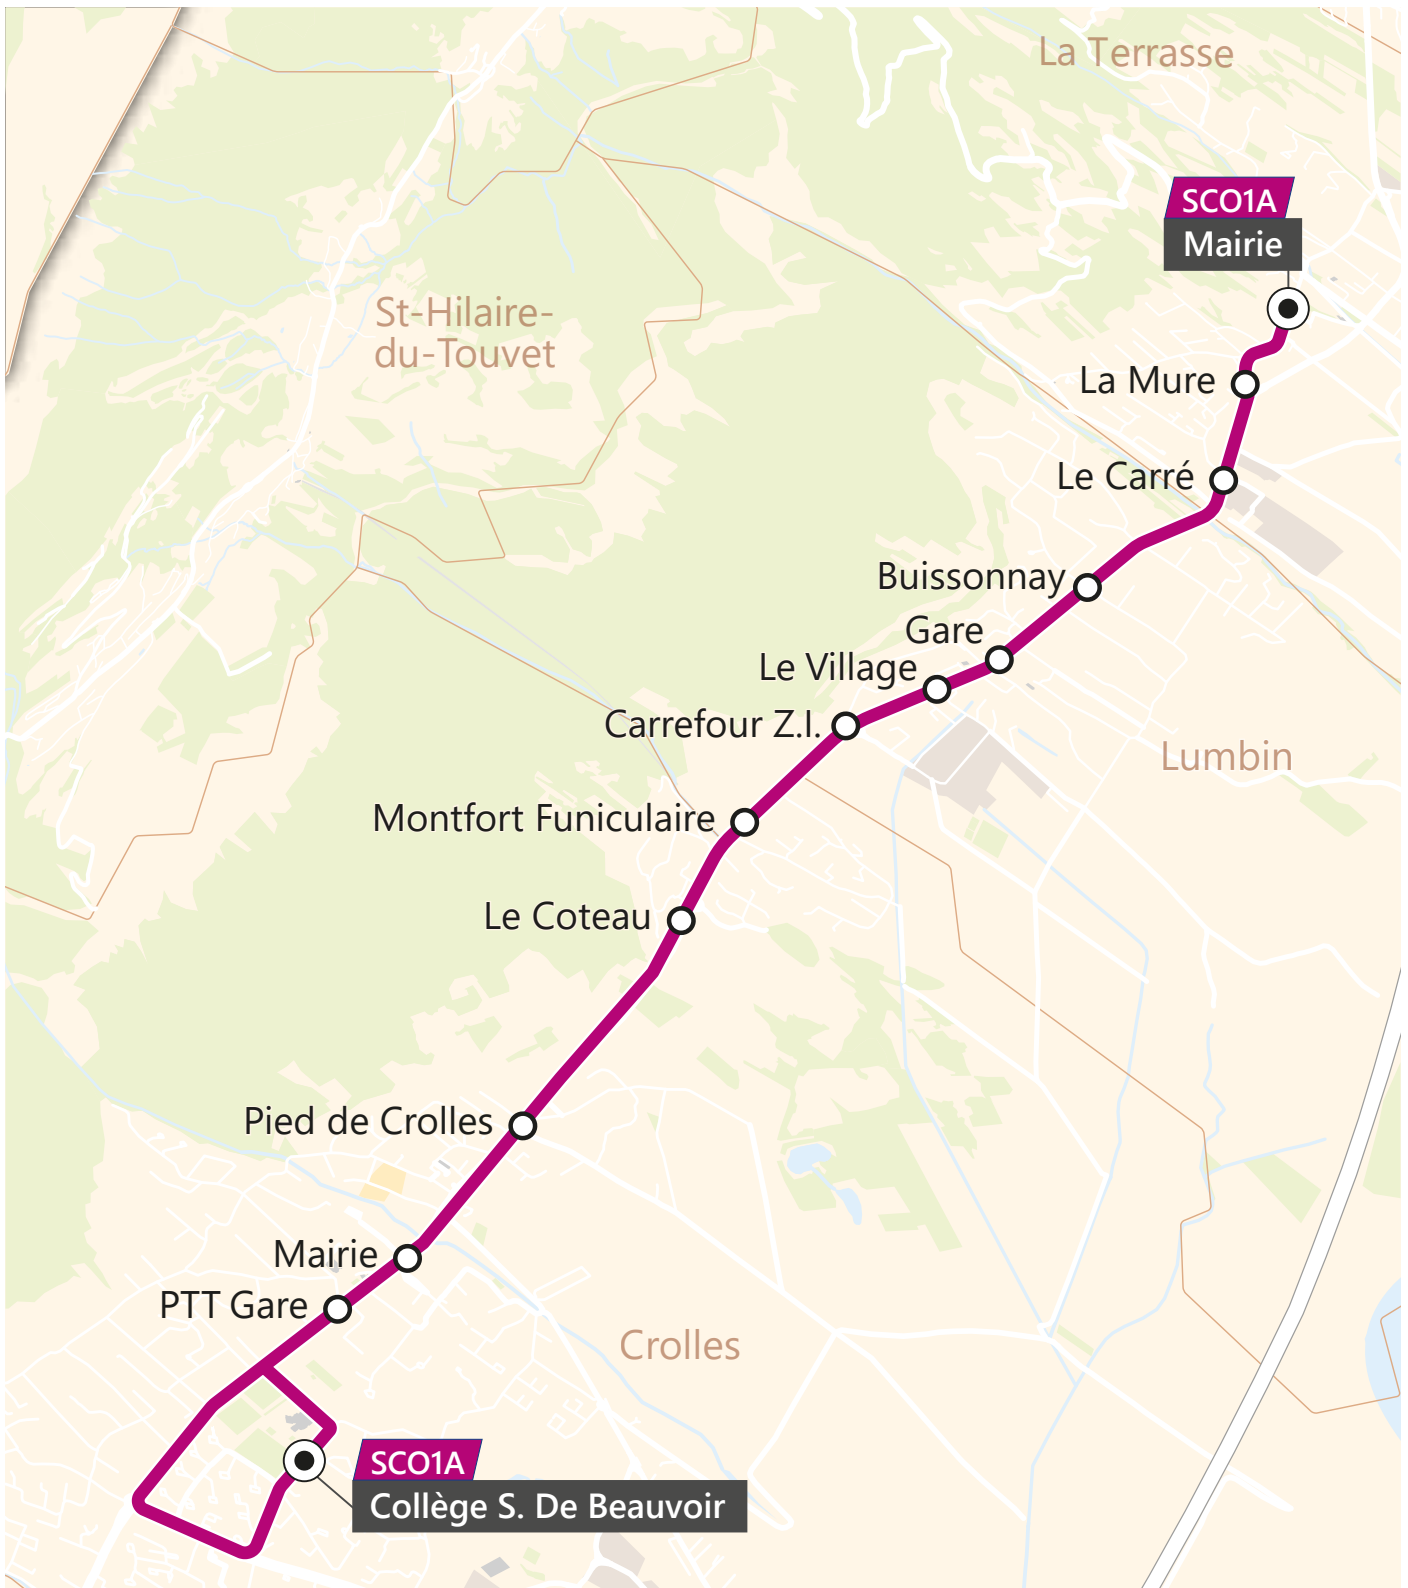 La Terrasse
SCO1A
Mairie
St-Hilaire-
du-Touvet
La Mure
Le Carré
Buissonnay
Gare
Le Village
Carrefour Z.I.
Lumbin
Montfort Funiculaire
Le Coteau
Pied de Crolles
Mairie
PTT Gare
Crolles
SCO1A
Collège S. De Beauvoir